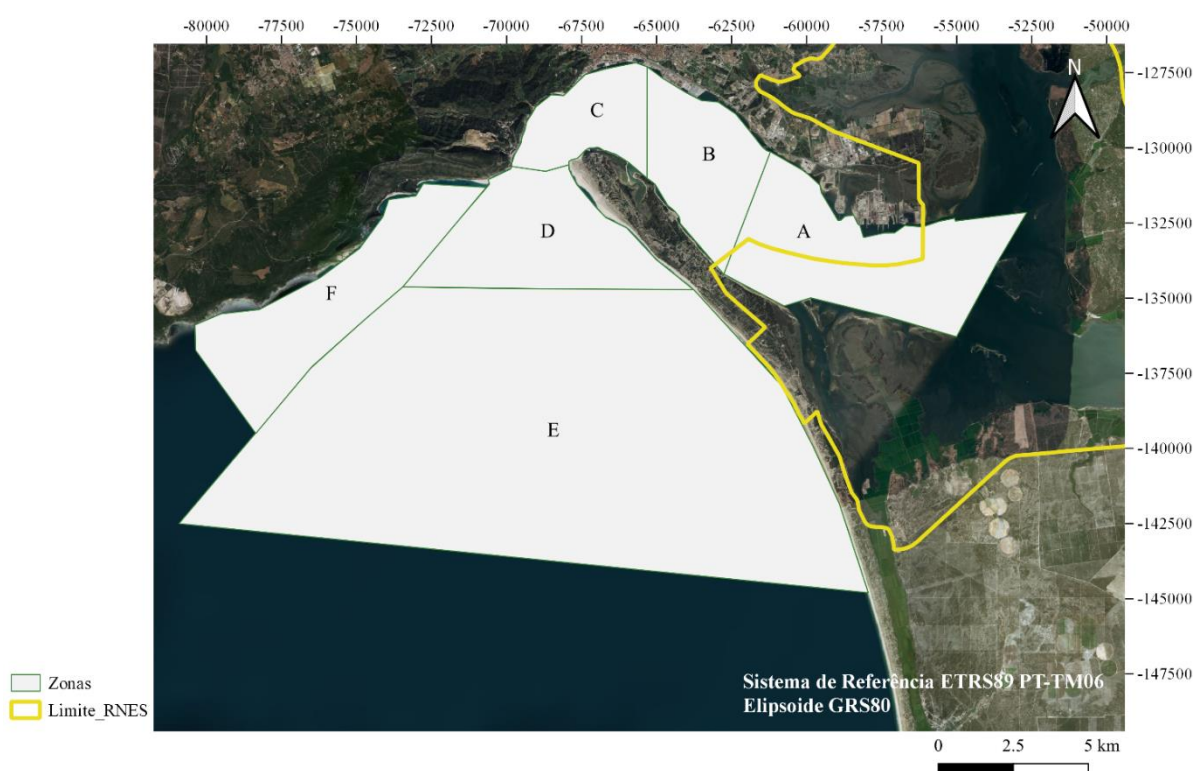 -80000 -77500 -75000 -72500 -70000 -67500 -65000 -62500 -60000 -57500 -55000 -52500 -50000
N
-127500
C
B
-130000
A
D
-132500
F
-135000
-137500
E
-140000
-142500
-145000
-147500
Zonas
Limite_RNES
Sistema de Referência ETRS89 PT-TM06
Elipsoide GRS80
0 2.5 5 km